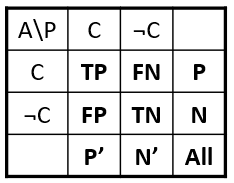 A\P C ¬C
C TP FN P
¬C FP TN N
P’ N’ All